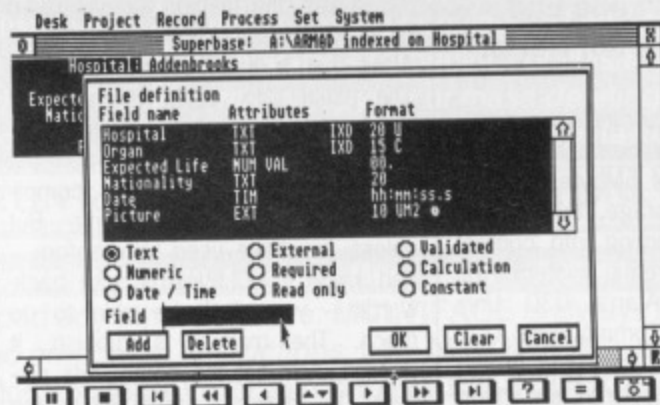 Desk Project Record Process Set System
Superbase: A:\ARMAD indexed on Hospital
Hospital: Addenbrooks
Expecte
Natio
File definition
Field name Attributes Format
Hospital TXT IXD 20 U
Organ TXT IXD 15 C
Expected Life NUM VAL 00.
Nationality TXT 20
Date TIM hh:mm:ss.s
Picture EXT 10 UM2
Text External Validated
Numeric Required Calculation
Date / Time Read only Constant
Field
Add Delete OK Clear Cancel
? =